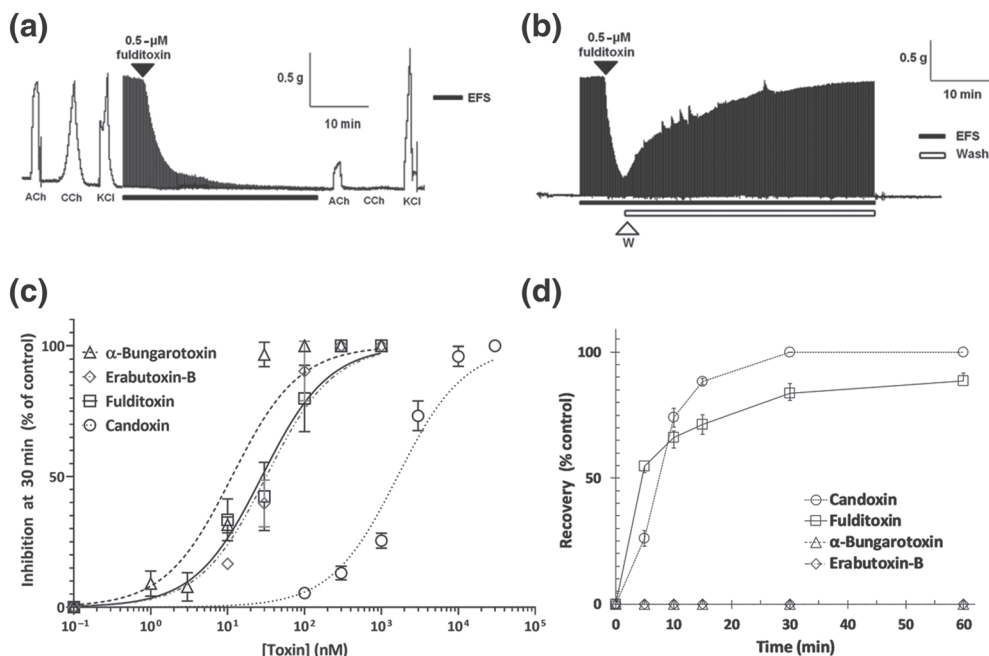 (a)
0.5-μM
fulditoxin
0.5 g
10 min
EFS
ACh CCh KCl ACh CCh KCl
(b)
0.5-μM
fulditoxin
0.5 g
10 min
EFS
Wash
W
(c)
Inhibition at 30 min (% of control)
100
50
0
α-Bungarotoxin
Erabutoxin-B
Fulditoxin
Candoxin
10⁻¹ 10⁰ 10¹ 10² 10³ 10⁴ 10⁵
[Toxin] (nM)
(d)
Recovery (% control)
100
50
0
Candoxin
Fulditoxin
α-Bungarotoxin
Erabutoxin-B
0 10 20 30 40 50 60
Time (min)